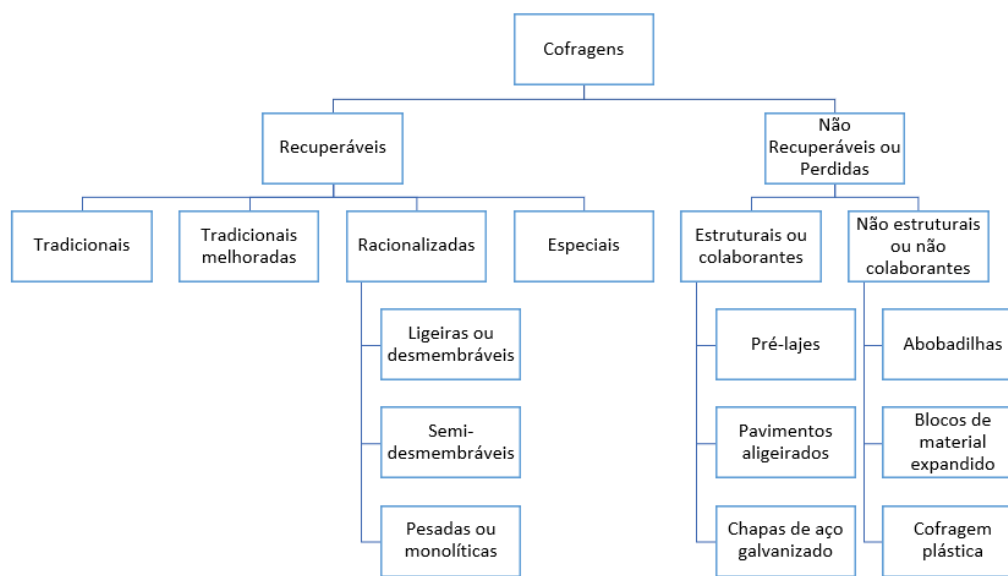 Cofragens
Recuperáveis
Não
Recuperáveis ou
Perdidas
Tradicionais
Tradicionais
melhoradas
Racionalizadas
Especiais
Estruturais ou
colaborantes
Não estruturais
ou não
colaborantes
Ligeiras ou
desmembráveis
Pré-lajes
Abobadilhas
Semi-
desmembráveis
Pavimentos
aligeirados
Blocos de
material
expandido
Pesadas ou
monolíticas
Chapas de aço
galvanizado
Cofragem
plástica